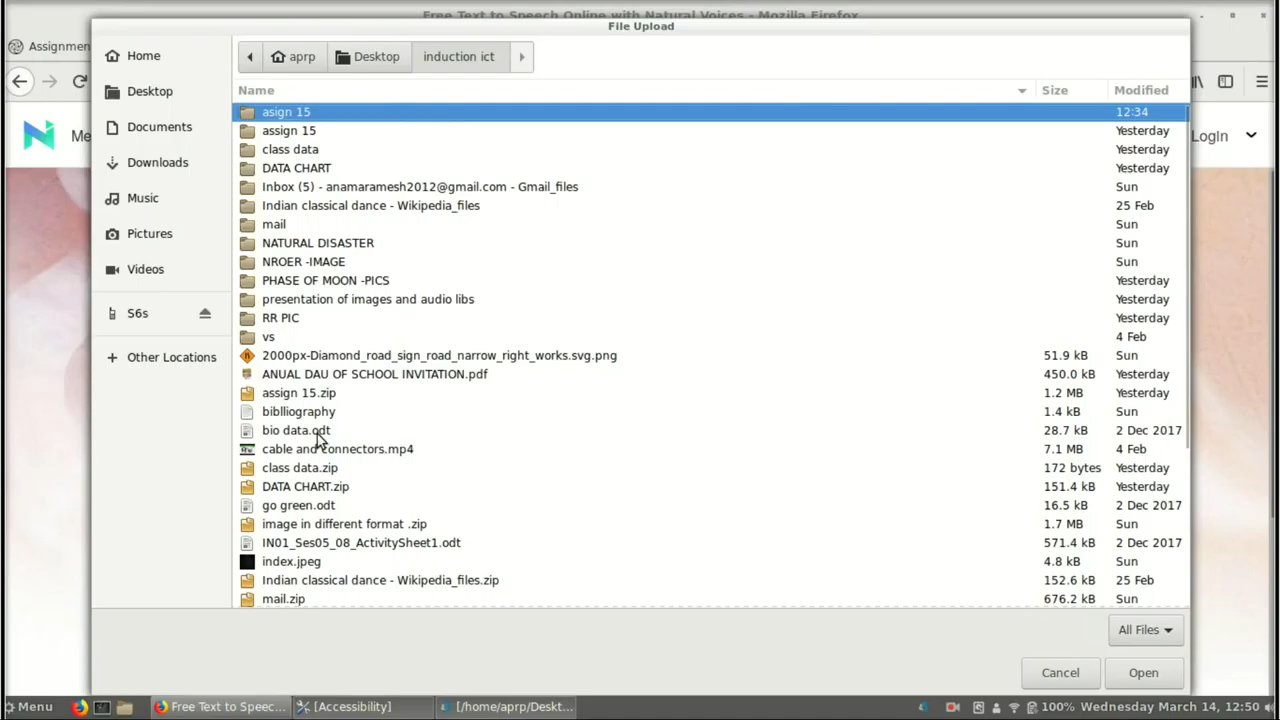 Free Text to Speech Online with Natural Voices - Mozilla Firefox
File Upload
Assignmen
Me
Login
Home
Desktop
Documents
Downloads
Music
Pictures
Videos
S6s
Other Locations
aprp Desktop induction ict
Name Size Modified
asign 15 12:34
assign 15 Yesterday
class data Yesterday
DATA CHART Yesterday
Inbox (5) - anamaramesh2012@gmail.com - Gmail_files Sun
Indian classical dance - Wikipedia_files 25 Feb
mail Sun
NATURAL DISASTER Sun
NROER -IMAGE Sun
PHASE OF MOON -PICS Yesterday
presentation of images and audio libs Yesterday
RR PIC Yesterday
vs 4 Feb
2000px-Diamond_road_sign_road_narrow_right_works.svg.png 51.9 kB Sun
ANUAL DAU OF SCHOOL INVITATION.pdf 450.0 kB Yesterday
assign 15.zip 1.2 MB Yesterday
biblliography 1.4 kB Sun
bio data.odt 28.7 kB 2 Dec 2017
cable and connectors.mp4 7.1 MB 4 Feb
class data.zip 172 bytes Yesterday
DATA CHART.zip 151.4 kB Yesterday
go green.odt 16.5 kB 2 Dec 2017
image in different format .zip 1.7 MB Sun
IN01_Ses05_08_ActivitySheet1.odt 571.4 kB 2 Dec 2017
index.jpeg 4.8 kB Sun
Indian classical dance - Wikipedia_files.zip 152.6 kB 25 Feb
mail.zip 676.2 kB Sun
All Files
Cancel Open
Menu Free Text to Speec... [Accessibility] [/home/aprp/Deskt... 100% Wednesday March 14, 12:50